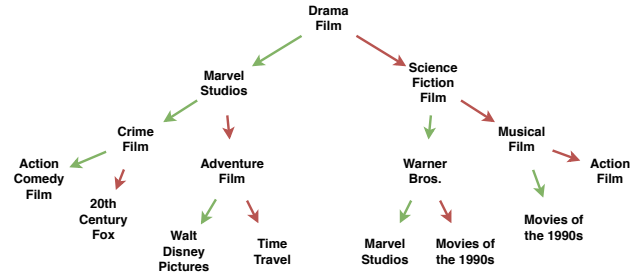 Drama
Film
Marvel
Studios
Science
Fiction
Film
Crime
Film
Musical
Film
Action
Comedy
Film
Adventure
Film
Warner
Bros.
Action
Film
20th
Century
Fox
Movies of
the 1990s
Walt
Disney
Pictures
Time
Travel
Marvel
Studios
Movies of
the 1990s